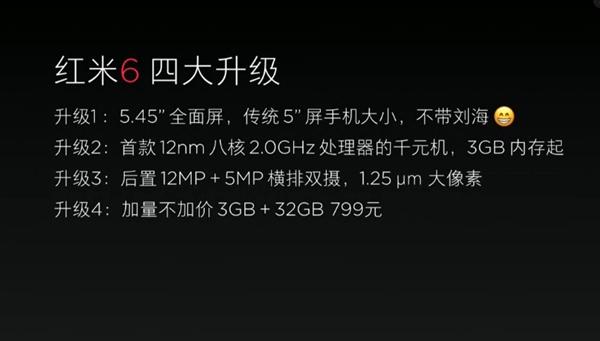 红米6 四大升级
升级1：5.45”全面屏，传统 5”屏手机大小，不带刘海😁
升级2：首款 12nm 八核 2.0GHz 处理器的千元机，3GB 内存起
升级3：后置 12MP + 5MP 横排双摄，1.25 μm 大像素
升级4：加量不加价 3GB + 32GB 799元